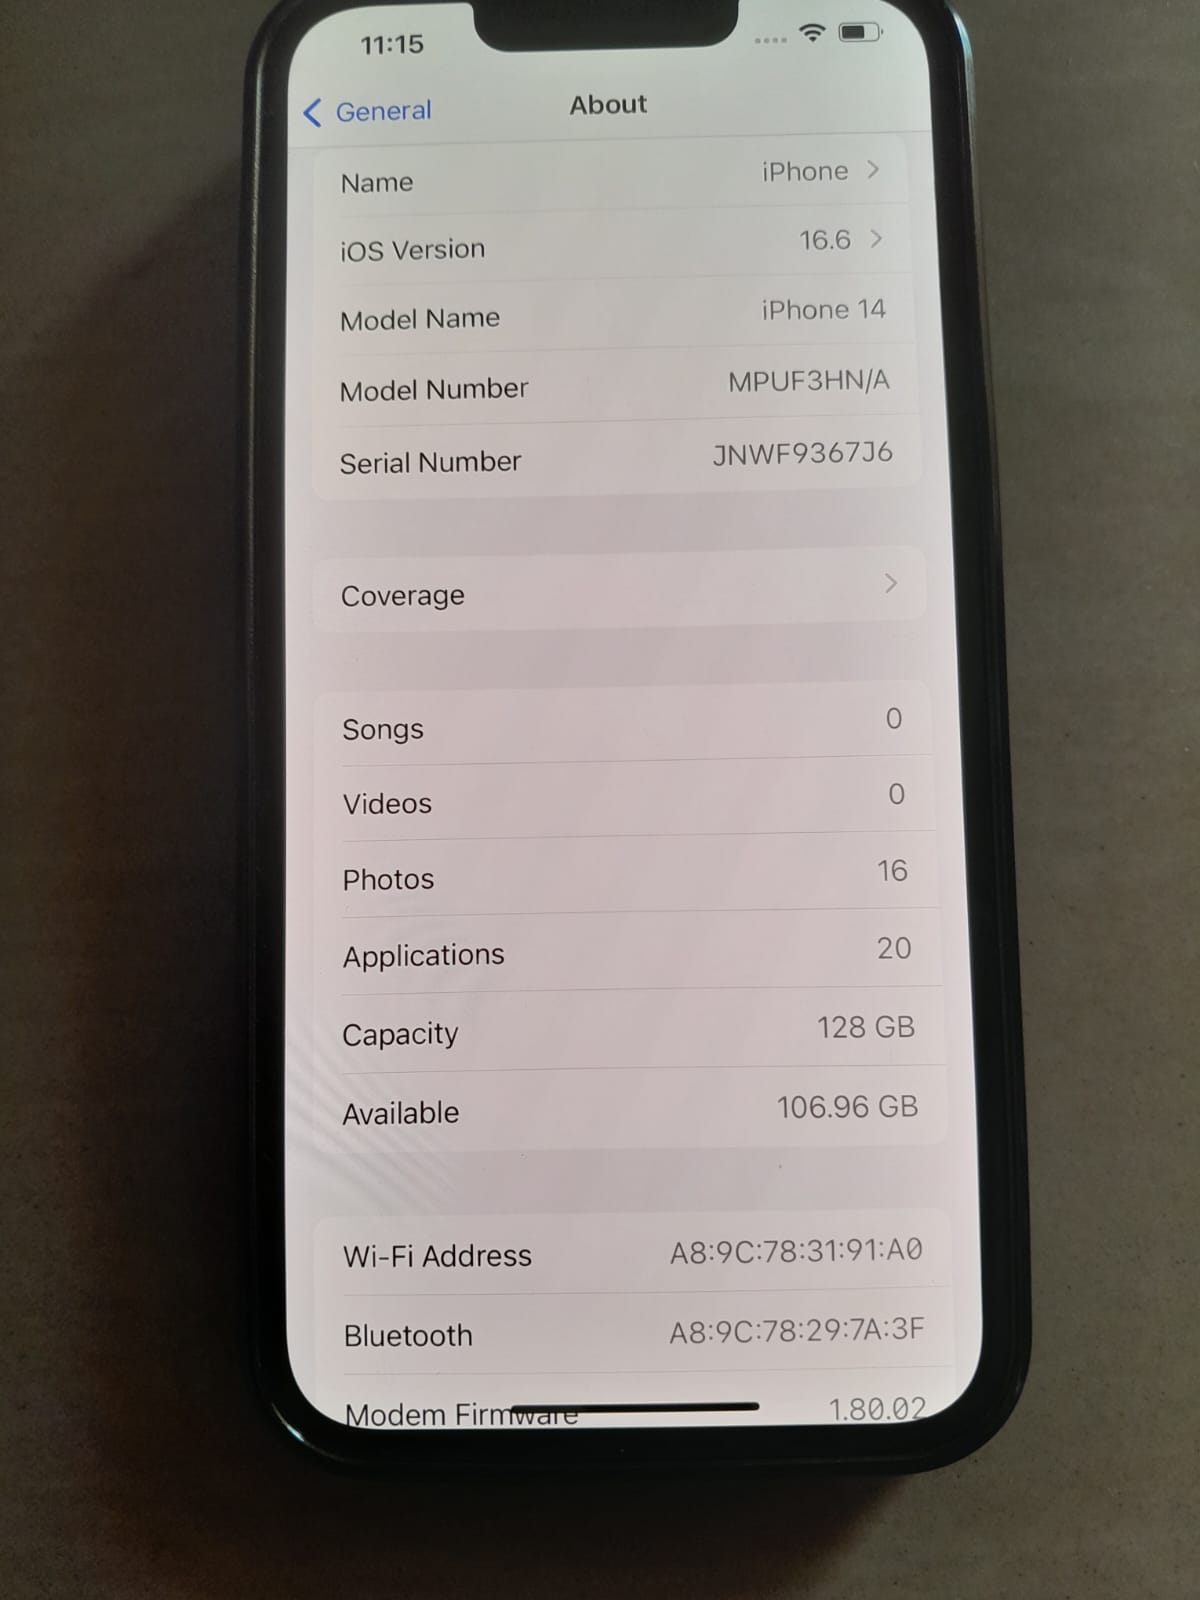 11:15
General
About
Name iPhone
iOS Version 16.6
Model Name iPhone 14
Model Number MPUF3HN/A
Serial Number JNWF9367J6
Coverage
Songs 0
Videos 0
Photos 16
Applications 20
Capacity 128 GB
Available 106.96 GB
Wi-Fi Address A8:9C:78:31:91:A0
Bluetooth A8:9C:78:29:7A:3F
Modem Firmware 1.80.02